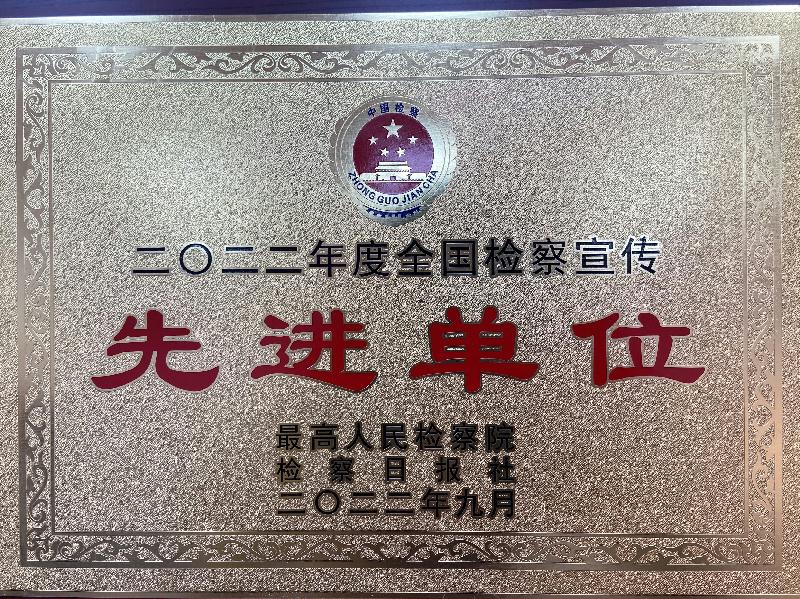 中国检察
ZHONG GUO JIAN CHA
二〇二二年度全国检察宣传
先进单位
最高人民检察院
检察日报社
二〇二二年九月